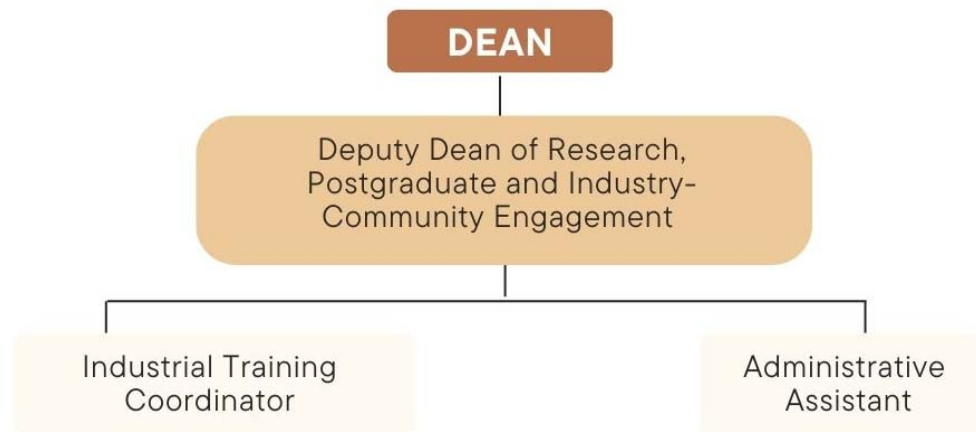 DEAN
Deputy Dean of Research,
Postgraduate and Industry-
Community Engagement
Industrial Training
Coordinator
Administrative
Assistant